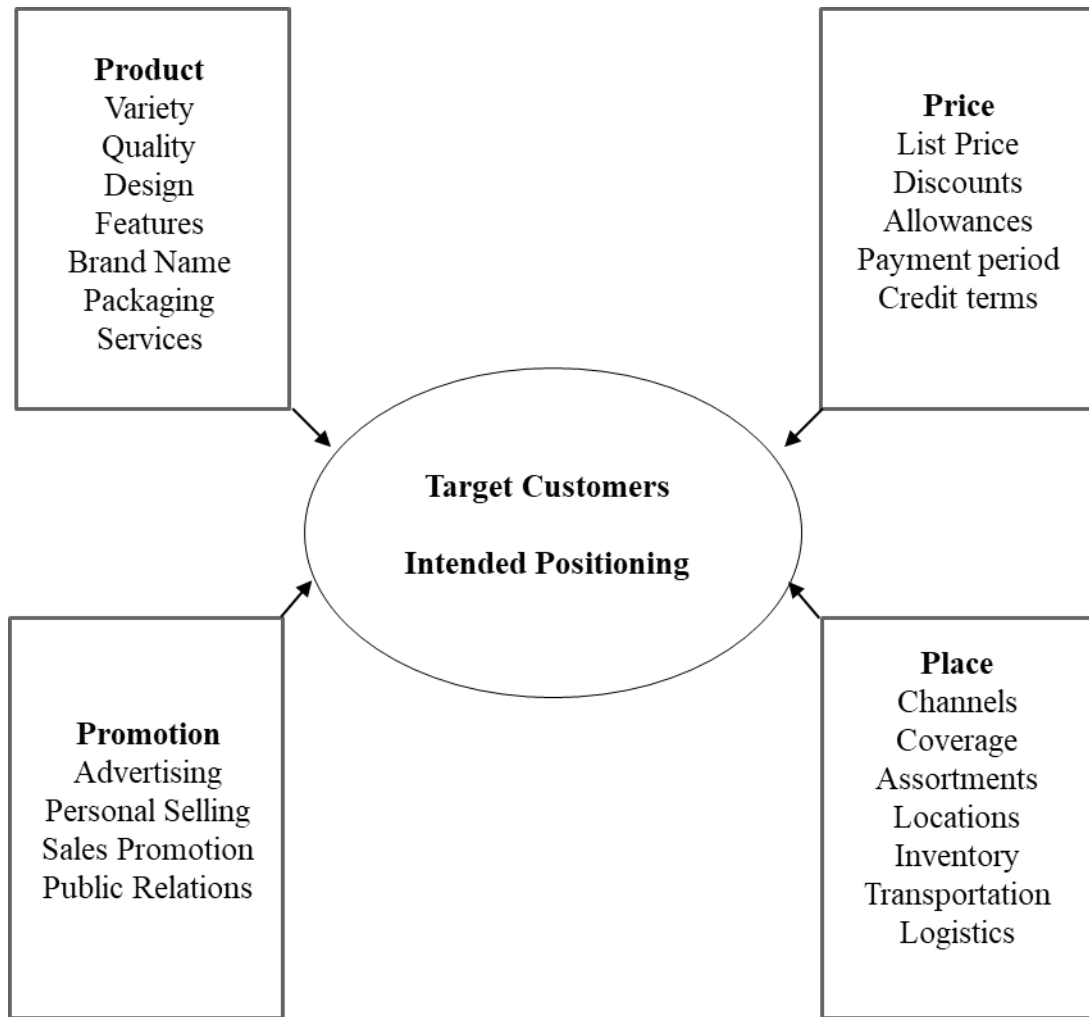 Product
Variety
Quality
Design
Features
Brand Name
Packaging
Services
Price
List Price
Discounts
Allowances
Payment period
Credit terms
Target Customers
Intended Positioning
Promotion
Advertising
Personal Selling
Sales Promotion
Public Relations
Place
Channels
Coverage
Assortments
Locations
Inventory
Transportation
Logistics